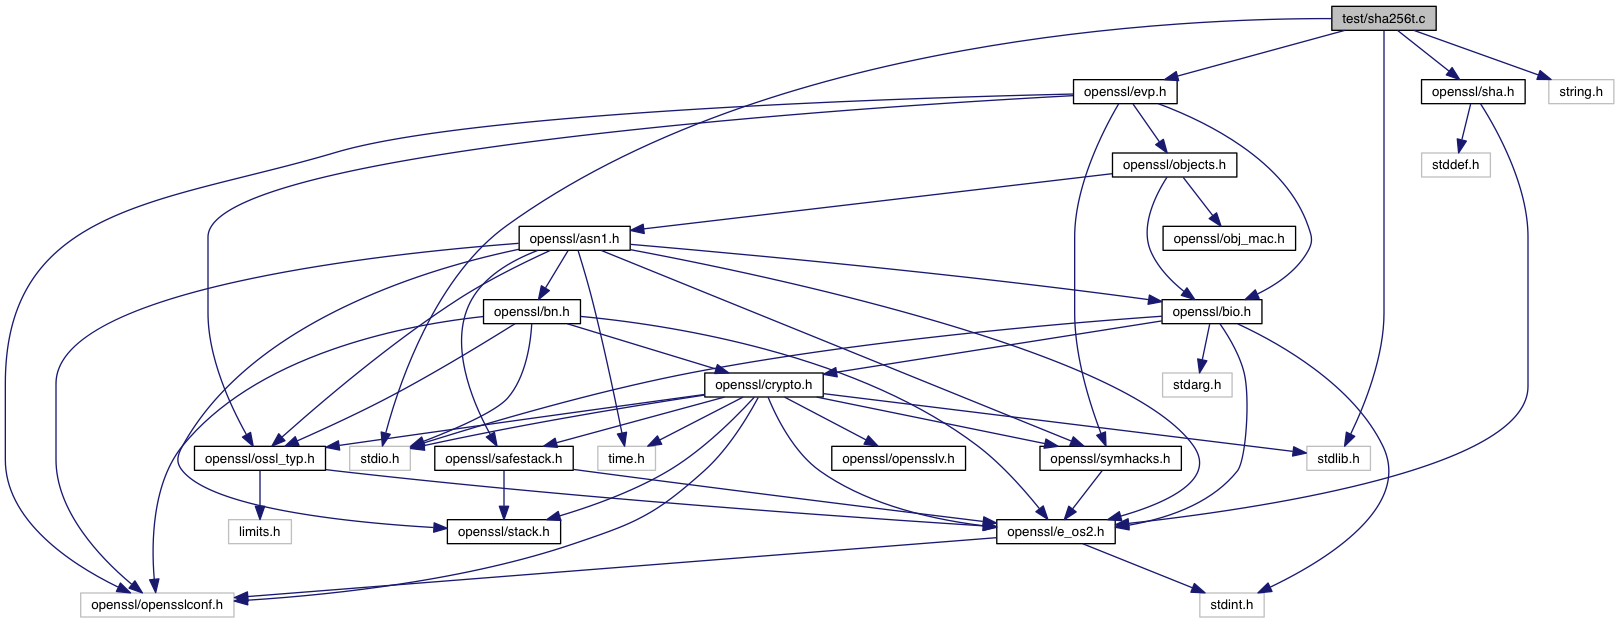 test/sha256t.c
openssl/evp.h
openssl/sha.h
string.h
openssl/objects.h
stddef.h
openssl/asn1.h
openssl/obj_mac.h
openssl/bn.h
openssl/bio.h
openssl/crypto.h
stdarg.h
openssl/ossl_typ.h
stdio.h
openssl/safestack.h
time.h
openssl/opensslv.h
openssl/symhacks.h
stdlib.h
limits.h
openssl/stack.h
openssl/e_os2.h
openssl/opensslconf.h
stdint.h